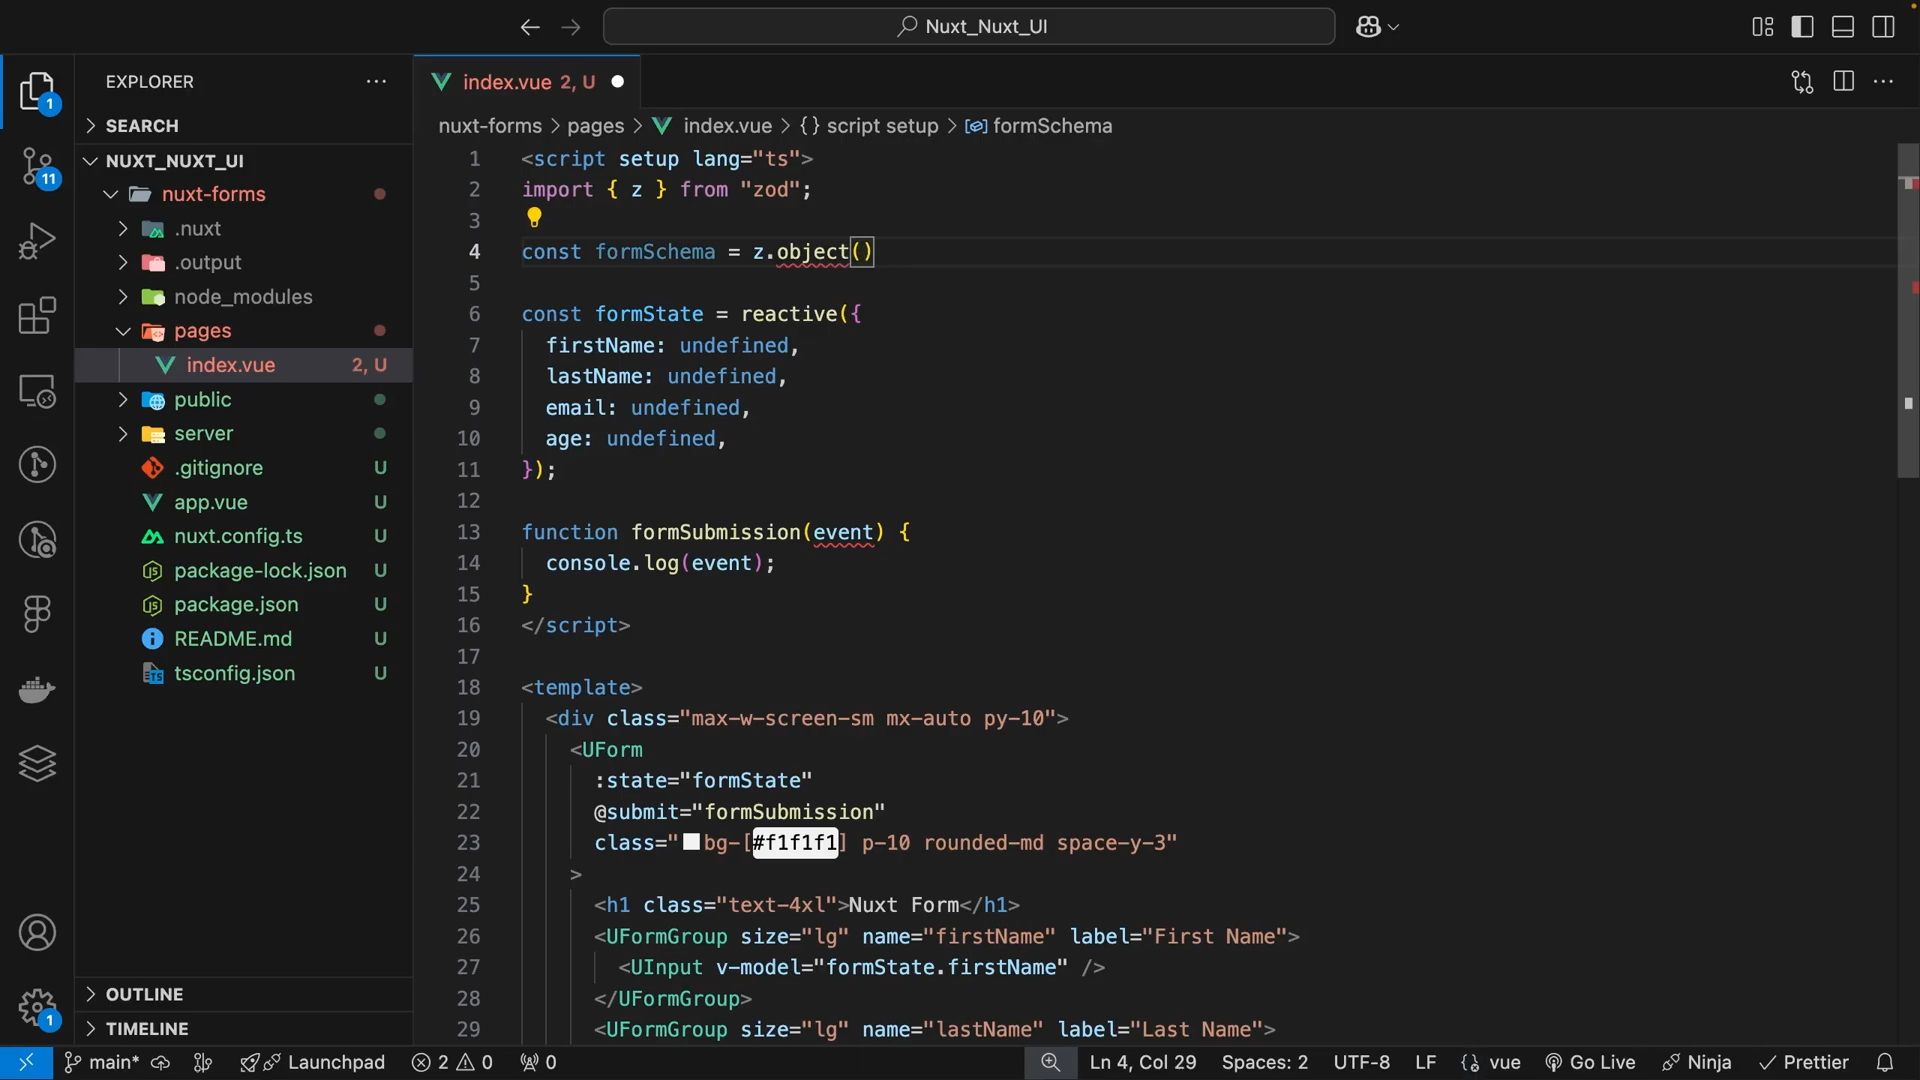 Nuxt_Nuxt_UI
EXPLORER
SEARCH
NUXT_NUXT_UI
nuxt-forms
.nuxt
.output
node_modules
pages
index.vue 2, U
public
server
.gitignore U
app.vue U
nuxt.config.ts U
package-lock.json U
package.json U
README.md U
tsconfig.json U
OUTLINE
TIMELINE
1
11
1
index.vue 2, U
nuxt-forms > pages > index.vue > {} script setup > formSchema
1 <script setup lang="ts">
2 import { z } from "zod";
3
4 const formSchema = z.object()
5
6 const formState = reactive({
7 firstName: undefined,
8 lastName: undefined,
9 email: undefined,
10 age: undefined,
11 });
12
13 function formSubmission(event) {
14 console.log(event);
15 }
16 </script>
17
18 <template>
19 <div class="max-w-screen-sm mx-auto py-10">
20 <UForm
21 :state="formState"
22 @submit="formSubmission"
23 class="bg-[#f1f1f1] p-10 rounded-md space-y-3"
24 >
25 <h1 class="text-4xl">Nuxt Form</h1>
26 <UFormGroup size="lg" name="firstName" label="First Name">
27 <UInput v-model="formState.firstName" />
28 </UFormGroup>
29 <UFormGroup size="lg" name="lastName" label="Last Name">
main* Launchpad 2 0 0 Ln 4, Col 29 Spaces: 2 UTF-8 LF vue Go Live Ninja Prettier